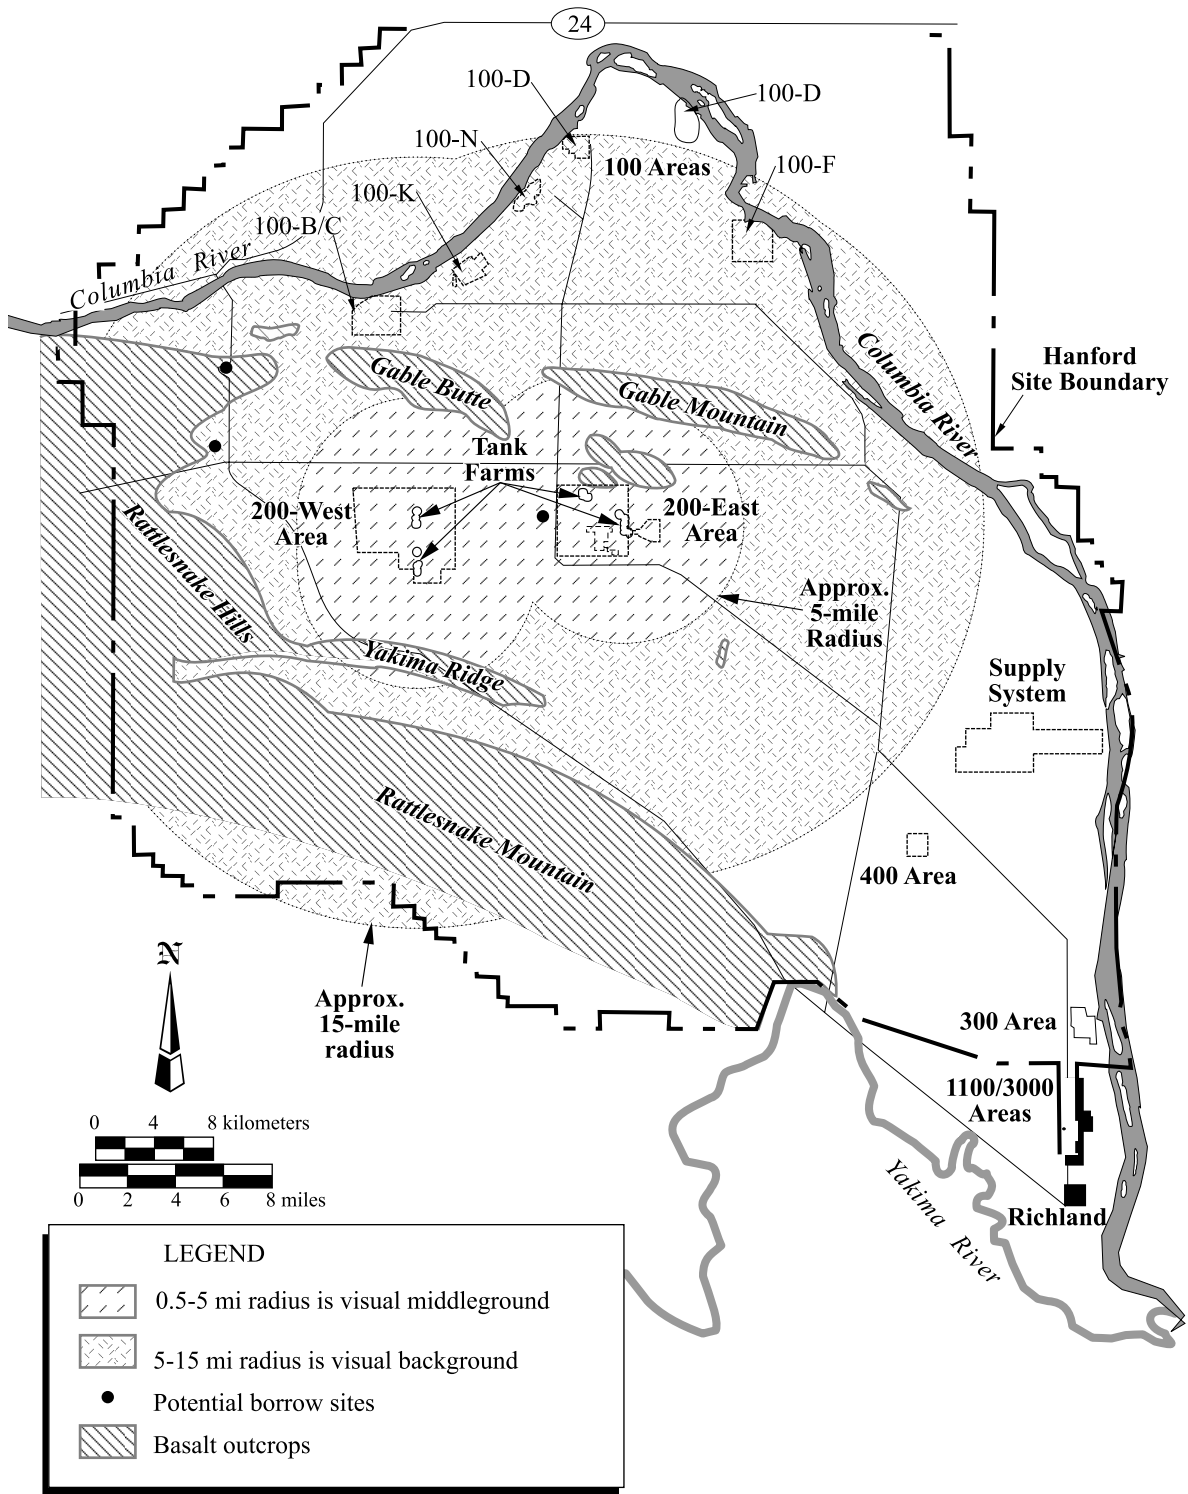 24
100-D
100-D
100-N
100 Areas
100-F
100-K
100-B/C
Columbia River
Hanford
Site Boundary
Columbia River
Gable Butte
Gable Mountain
Tank
Farms
200-West
Area
200-East
Area
Rattlesnake Hills
Approx.
5-mile
Radius
Yakima Ridge
Supply
System
Rattlesnake Mountain
400 Area
N
Approx.
15-mile
radius
300 Area
1100/3000
Areas
0 4 8 kilometers
0 2 4 6 8 miles
Yakima River
Richland
LEGEND
0.5-5 mi radius is visual middleground
5-15 mi radius is visual background
Potential borrow sites
Basalt outcrops